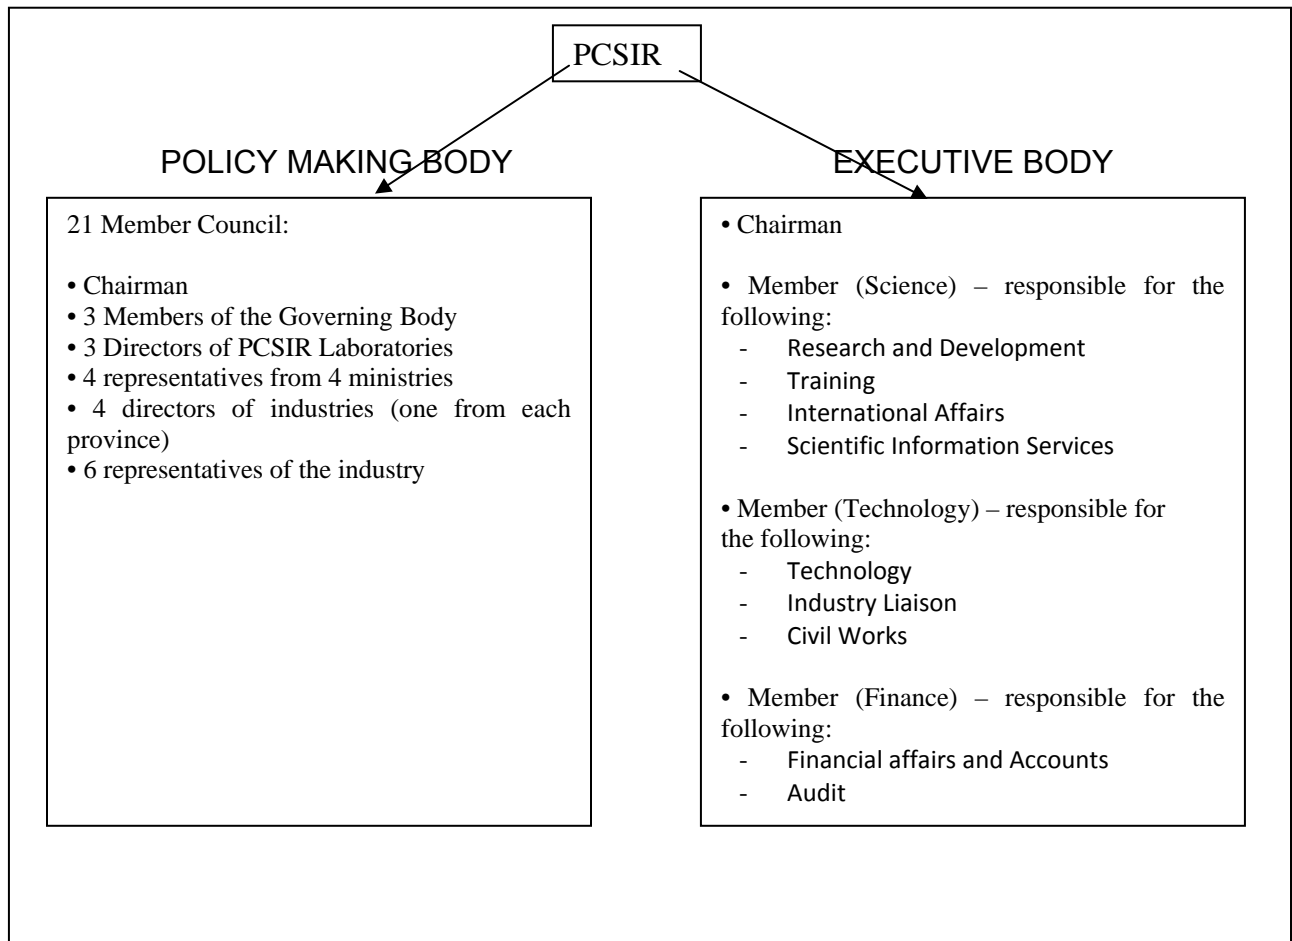 PCSIR
POLICY MAKING BODY
21 Member Council:
• Chairman
• 3 Members of the Governing Body
• 3 Directors of PCSIR Laboratories
• 4 representatives from 4 ministries
• 4 directors of industries (one from each
province)
• 6 representatives of the industry
EXECUTIVE BODY
• Chairman
• Member (Science) – responsible for the
following:
- Research and Development
- Training
- International Affairs
- Scientific Information Services
• Member (Technology) – responsible for
the following:
- Technology
- Industry Liaison
- Civil Works
• Member (Finance) – responsible for the
following:
- Financial affairs and Accounts
- Audit